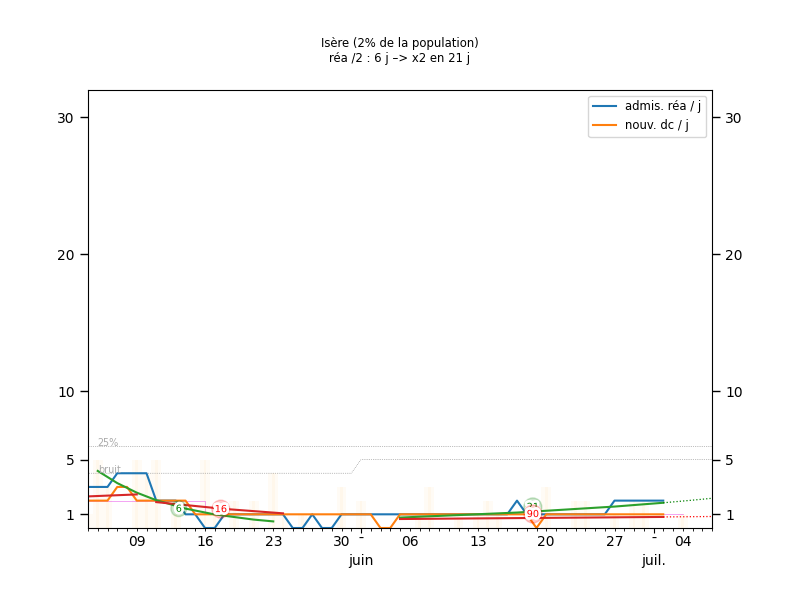 Isère (2% de la population)
réa /2 : 6 j –> x2 en 21 j
admis. réa / j
nouv. dc / j
30 30
20 20
10 10
25%
5 5
bruit
6 16 21
90
1 1
09 16 23 30 - 06 13 20 27 - 04
juin juil.